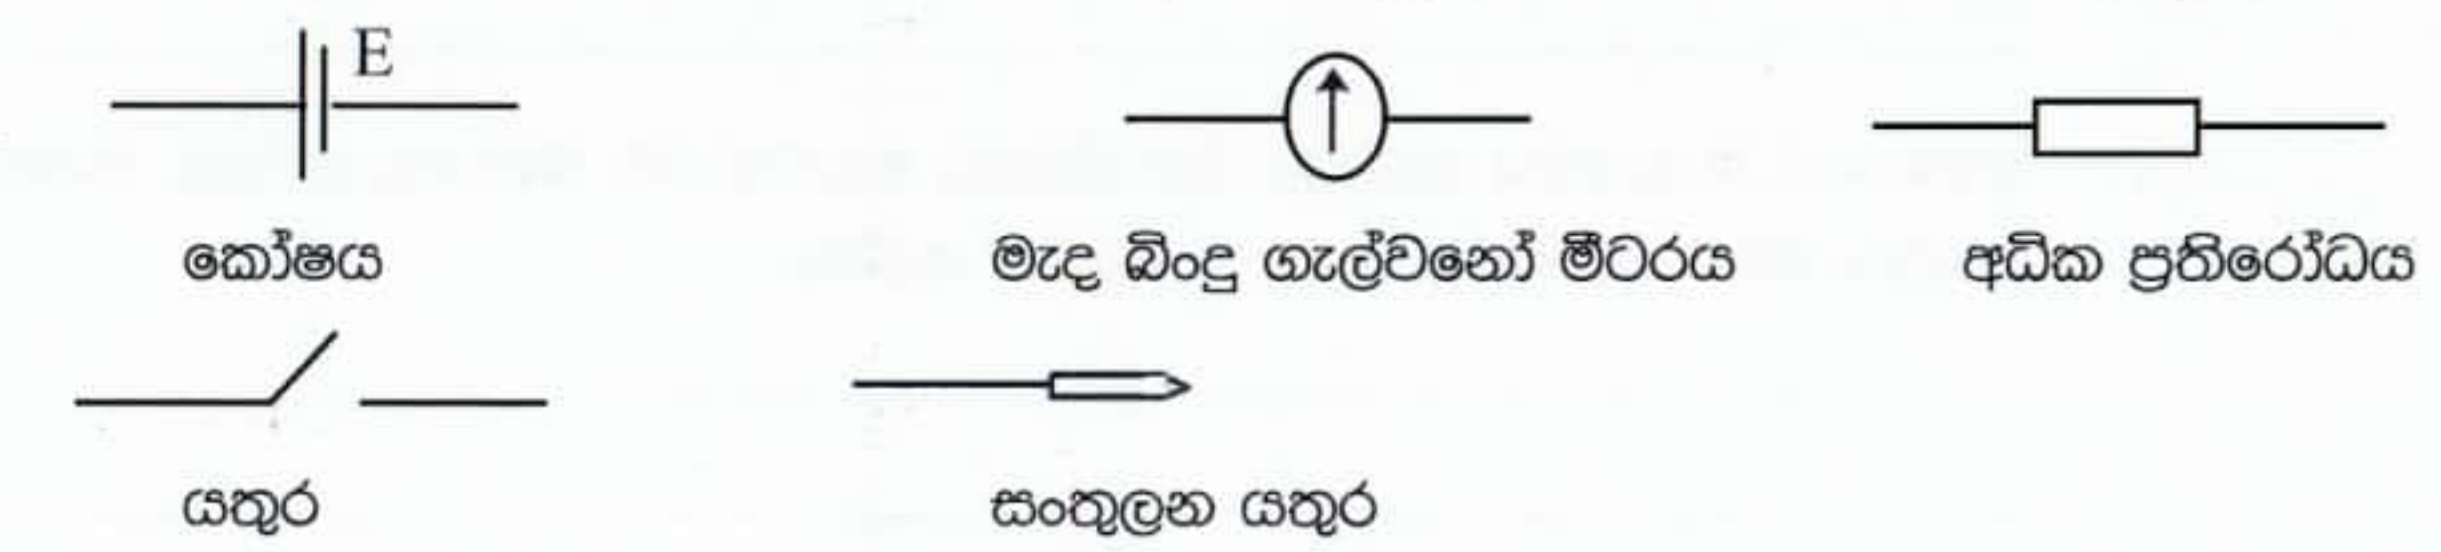 E
කෝෂය මැද බිංදු ගැල්වනෝ මීටරය අධික ප්‍රතිරෝධය
යතුර සංතුලන යතුර